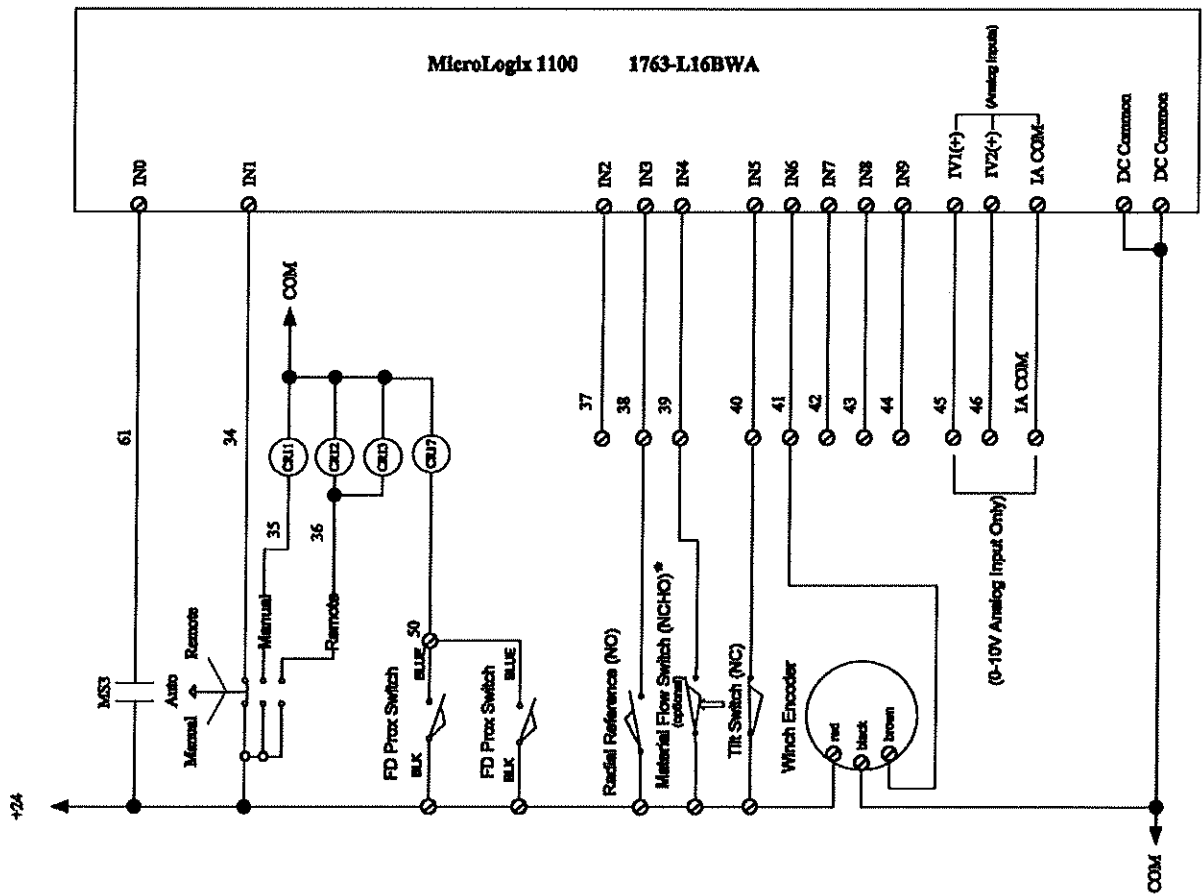 MicroLogix 1100 1763-L16BWA
IN0
IN1
IN2
IN3
IN4
IN5
IN6
IN7
IN8
IN9
IV1(+)
IV2(+)
IA COM
(Analog Inputs)
DC Common
DC Common
61
34
COM
35
36
CR11
CR12
CR13
CR17
37
38
39
40
41
42
43
44
45
46
IA COM
(0-10V Analog Input Only)
MS3
Manual
Auto
Remote
Manual
Remote
50
BLUE
BLUE
FD Prox Switch
BLK
FD Prox Switch
BLK
Radial Reference (NO)
Material Flow Switch (NCHO)*
(optional)
Tilt Switch (NC)
Winch Encoder
red
black
brown
+24
COM